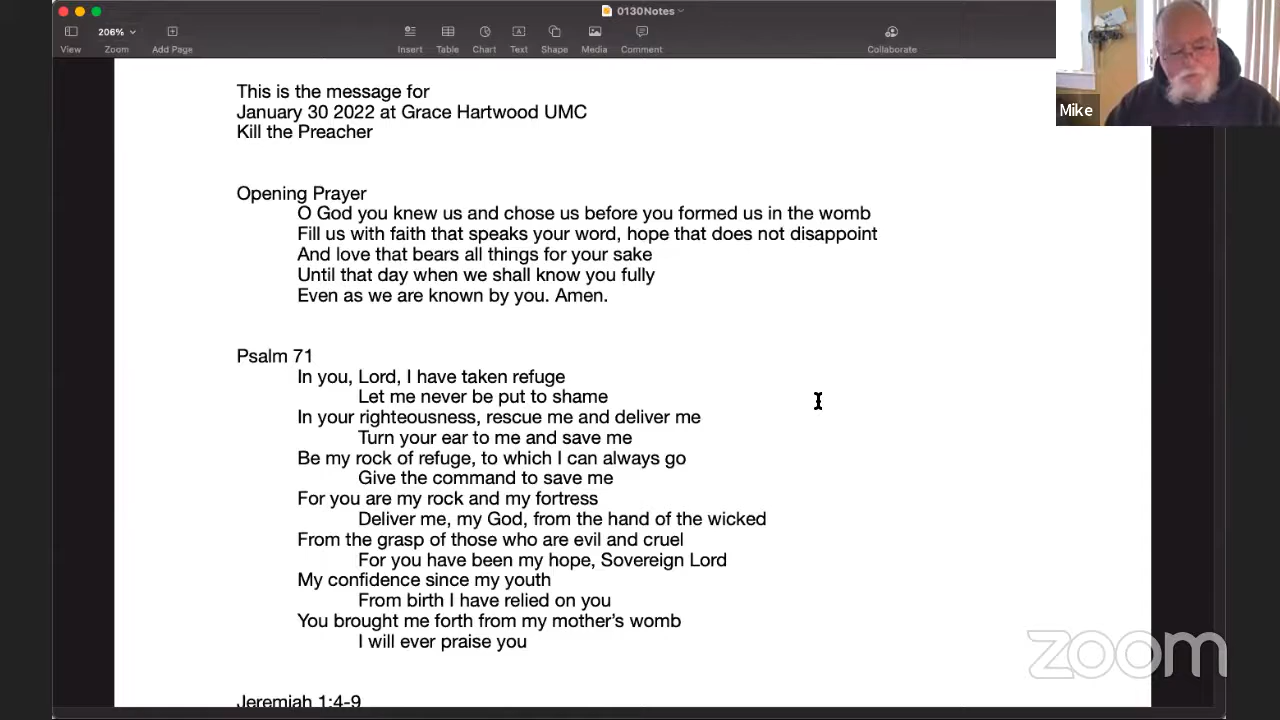 0130Notes
206%
View
Zoom
Add Page
Insert
Table
Chart
Text
Shape
Media
Comment
Collaborate
Mike
This is the message for
January 30 2022 at Grace Hartwood UMC
Kill the Preacher
Opening Prayer
O God you knew us and chose us before you formed us in the womb
Fill us with faith that speaks your word, hope that does not disappoint
And love that bears all things for your sake
Until that day when we shall know you fully
Even as we are known by you. Amen.
Psalm 71
In you, Lord, I have taken refuge
Let me never be put to shame
In your righteousness, rescue me and deliver me
Turn your ear to me and save me
Be my rock of refuge, to which I can always go
Give the command to save me
For you are my rock and my fortress
Deliver me, my God, from the hand of the wicked
From the grasp of those who are evil and cruel
For you have been my hope, Sovereign Lord
My confidence since my youth
From birth I have relied on you
You brought me forth from my mother's womb
I will ever praise you
Jeremiah 1:4-9
zoom